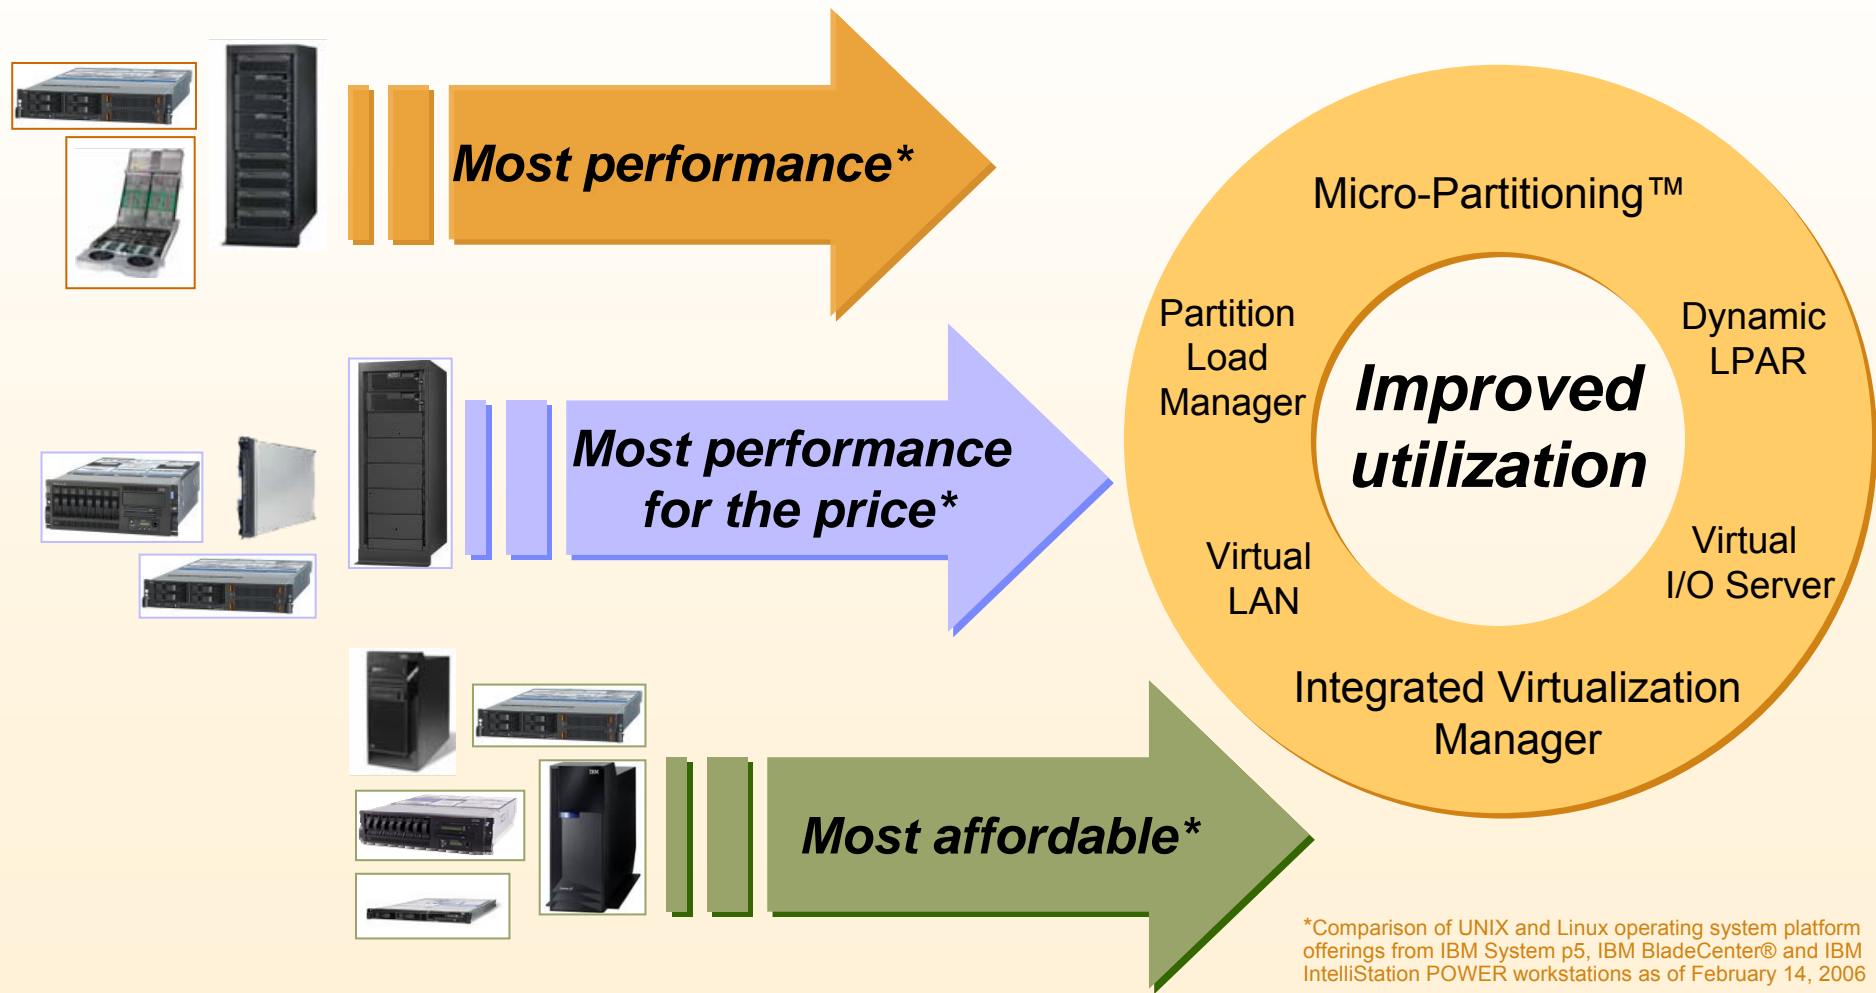 Most performance*
Most performance
for the price*
Most affordable*
Micro-Partitioning™
Partition
Load
Manager
Dynamic
LPAR
Improved
utilization
Virtual
LAN
Virtual
I/O Server
Integrated Virtualization
Manager
IBM
*Comparison of UNIX and Linux operating system platform
offerings from IBM System p5, IBM BladeCenter® and IBM
IntelliStation POWER workstations as of February 14, 2006